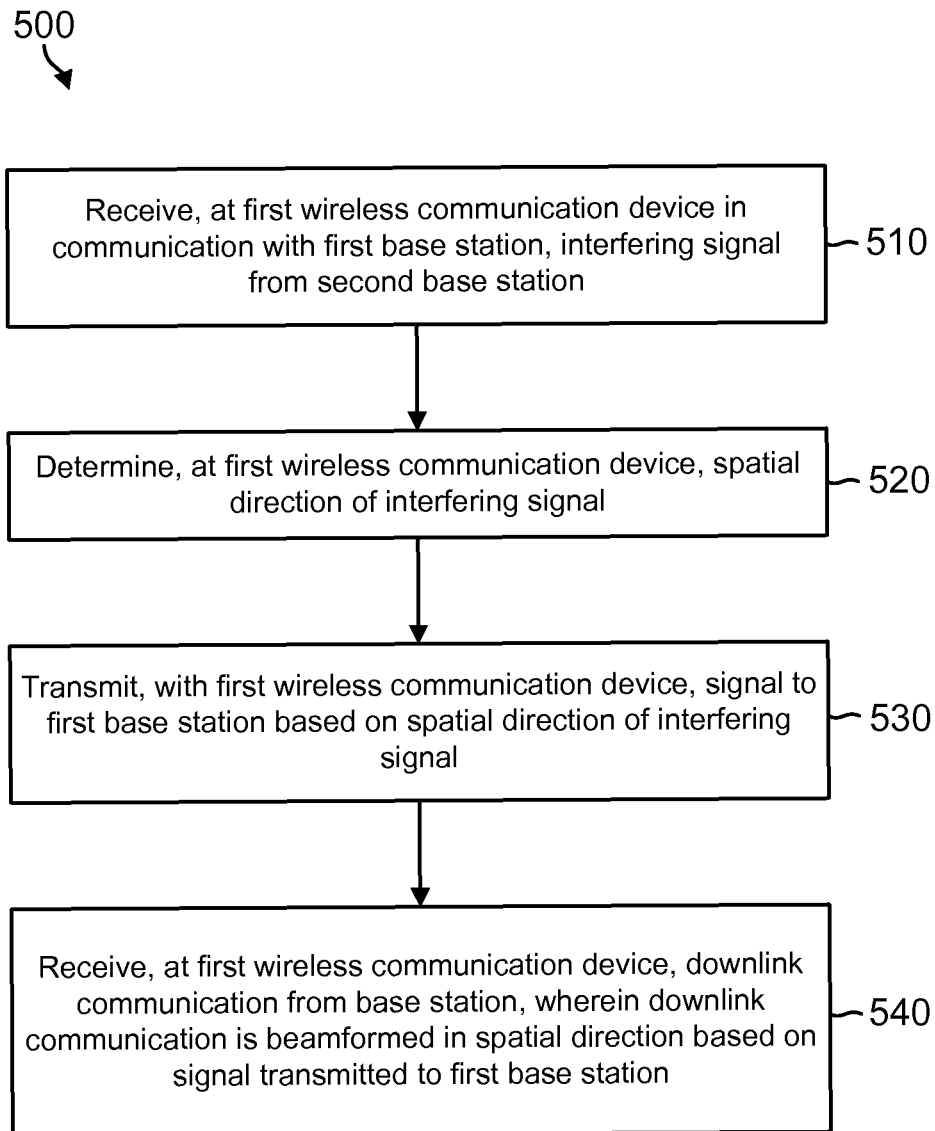 500
Receive, at first wireless communication device in
communication with first base station, interfering signal
from second base station
510
Determine, at first wireless communication device, spatial
direction of interfering signal
520
Transmit, with first wireless communication device, signal to
first base station based on spatial direction of interfering
signal
530
Receive, at first wireless communication device, downlink
communication from base station, wherein downlink
communication is beamformed in spatial direction based on
signal transmitted to first base station
540